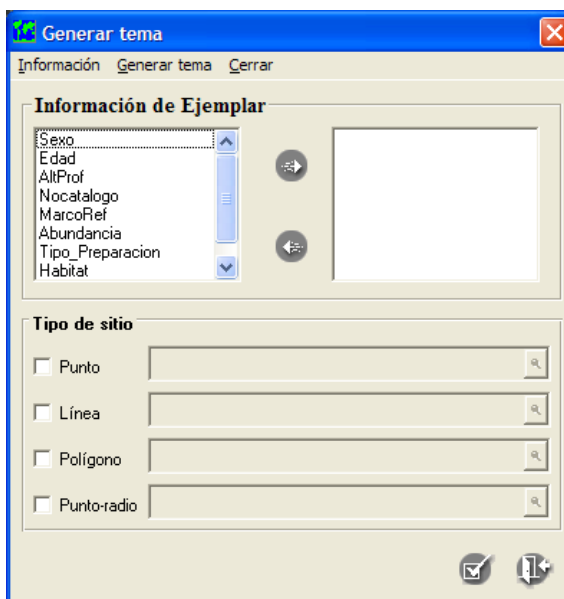 Generar tema
Información Generar tema Cerrar
Información de Ejemplar
Sexo
Edad
AltProf
Nocatalogo
MarcoRef
Abundancia
Tipo_Preparacion
Habitat
Tipo de sitio
Punto
Línea
Polígono
Punto-radio